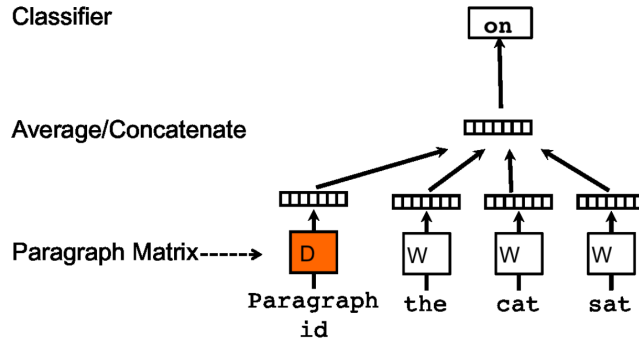 Classifier
on
Average/Concatenate
Paragraph Matrix
D
W
W
W
Paragraph
id
the
cat
sat